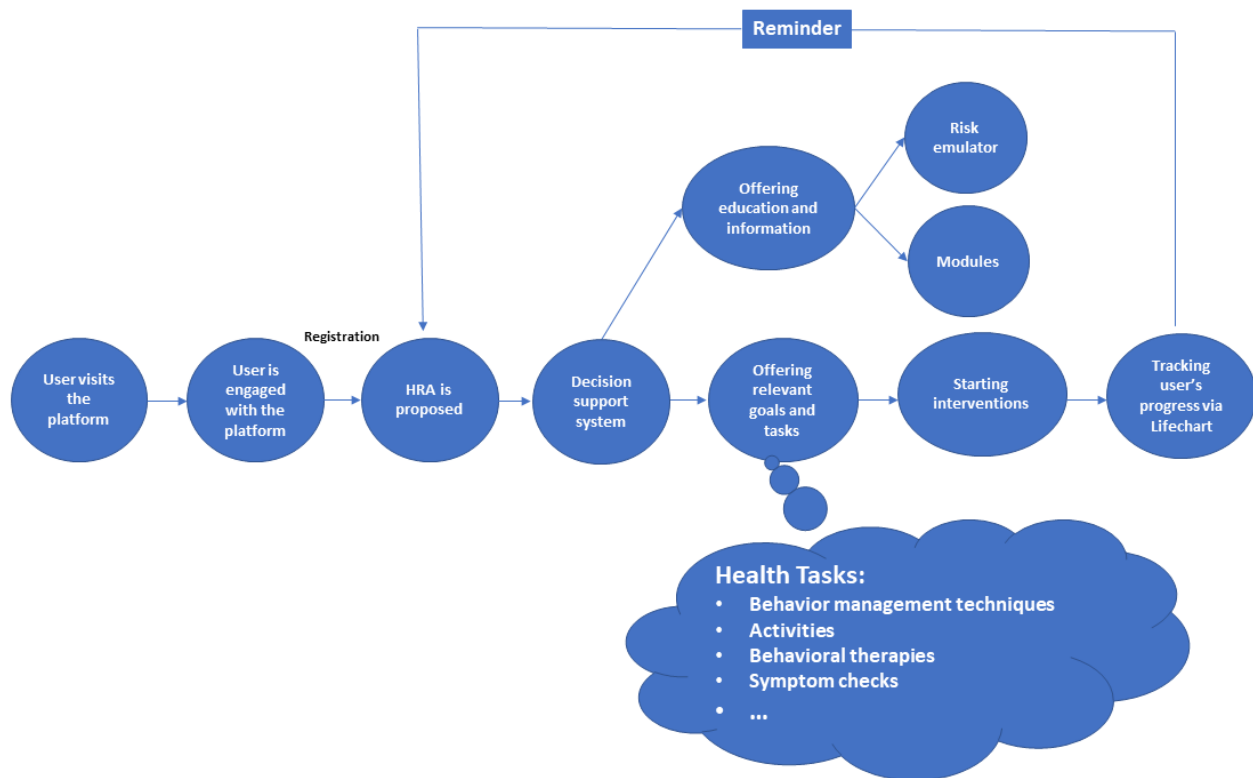 Reminder
Risk
emulator
Offering
education and
information
Modules
Registration
User visits
the
platform
User is
engaged
with the
platform
HRA is
proposed
Decision
support
system
Offering
relevant
goals and
tasks
Starting
interventions
Tracking
user's
progress via
Lifechart
Health Tasks:
• Behavior management techniques
• Activities
• Behavioral therapies
• Symptom checks
• ...